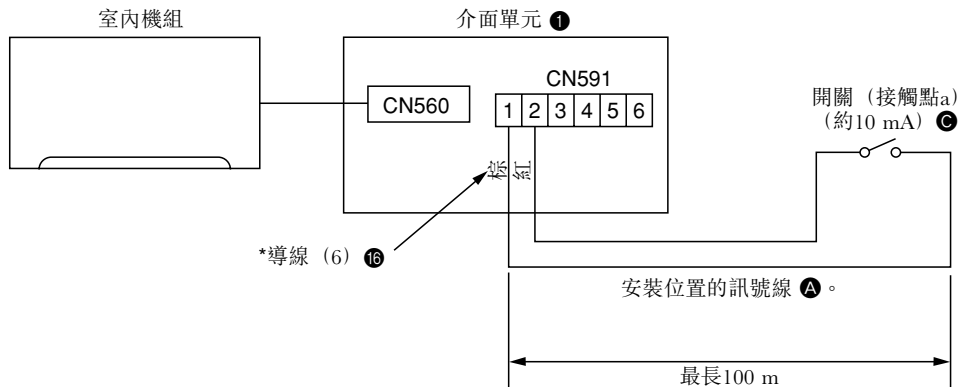 室內機組
介面單元 ❶
CN591
CN560
1 2 3 4 5 6
開關（接觸點a）
（約10 mA）Ⓒ
棕 紅
*導線（6）⓰
安裝位置的訊號線 Ⓐ。
最長100 m